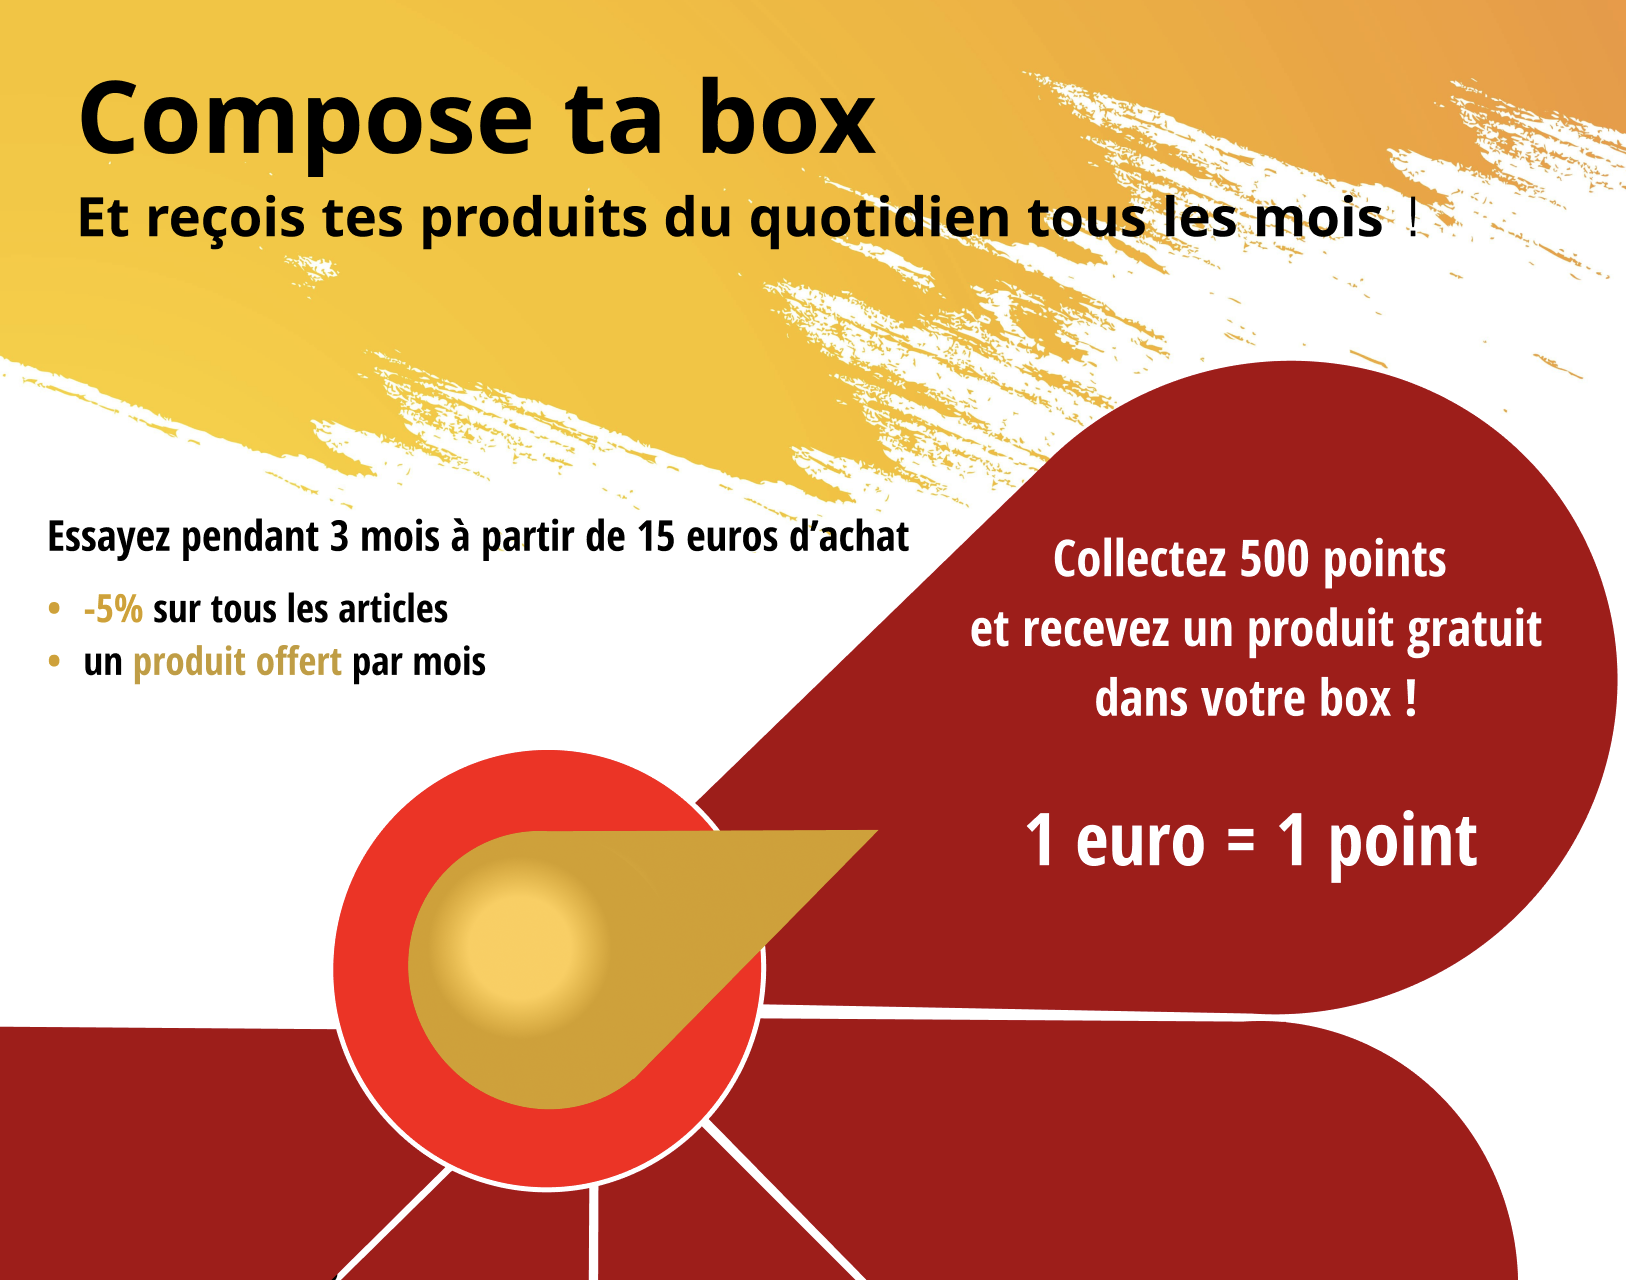 Compose ta box
Et reçois tes produits du quotidien tous les mois !
Essayez pendant 3 mois à partir de 15 euros d’achat
• -5% sur tous les articles
• un produit offert par mois
Collectez 500 points
et recevez un produit gratuit
dans votre box !
1 euro = 1 point